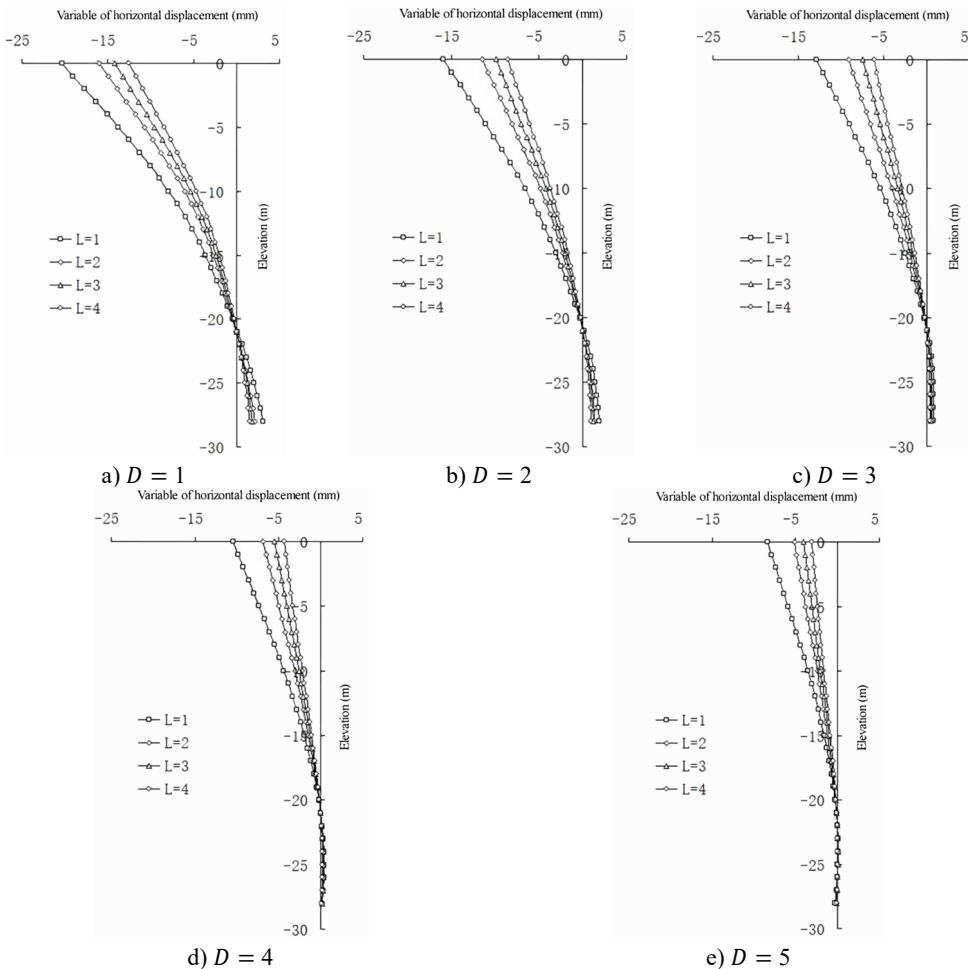 Variable of horizontal displacement (mm)
-25 -15 -5 5
0
-5
-10
-15
-20
-25
-30
Elevation (m)
L=1
L=2
L=3
L=4
a) D = 1
Variable of horizontal displacement (mm)
-25 -15 -5 5
0
-5
-10
-15
-20
-25
-30
Elevation (m)
L=1
L=2
L=3
L=4
b) D = 2
Variable of horizontal displacement (mm)
-25 -15 -5 5
0
-5
-10
-15
-20
-25
-30
Elevation (m)
L=1
L=2
L=3
L=4
c) D = 3
Variable of horizontal displacement (mm)
-25 -15 -5 5
0
-5
-10
-15
-20
-25
-30
Elevation (m)
L=1
L=2
L=3
L=4
d) D = 4
Variable of horizontal displacement (mm)
-25 -15 -5 5
0
-5
-10
-15
-20
-25
-30
Elevation (m)
L=1
L=2
L=3
L=4
e) D = 5